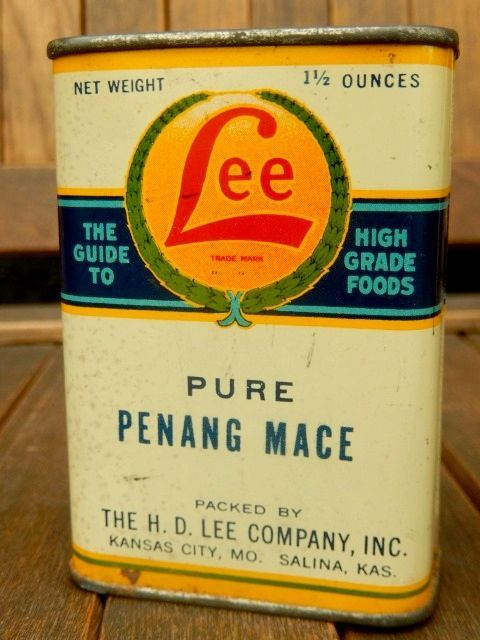 NET WEIGHT 1½ OUNCES
Lee
TRADE MARK
THE GUIDE TO
HIGH GRADE FOODS
PURE
PENANG MACE
PACKED BY
THE H. D. LEE COMPANY, INC.
KANSAS CITY, MO. SALINA, KAS.